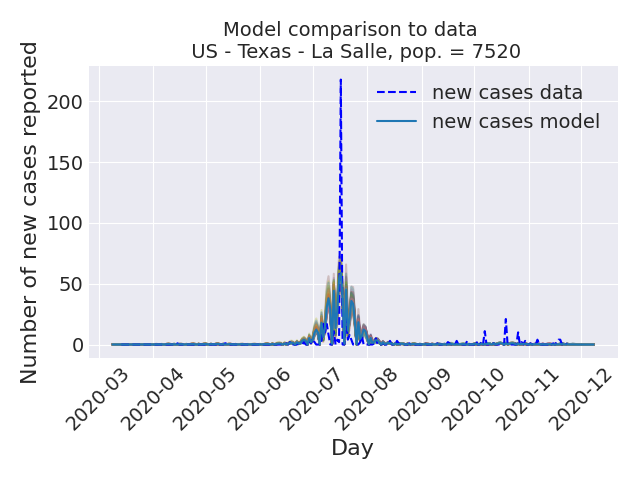 Model comparison to data
US - Texas - La Salle, pop. = 7520
Number of new cases reported
200
150
100
50
0
new cases data
new cases model
2020-03
2020-04
2020-05
2020-06
2020-07
2020-08
2020-09
2020-10
2020-11
2020-12
Day